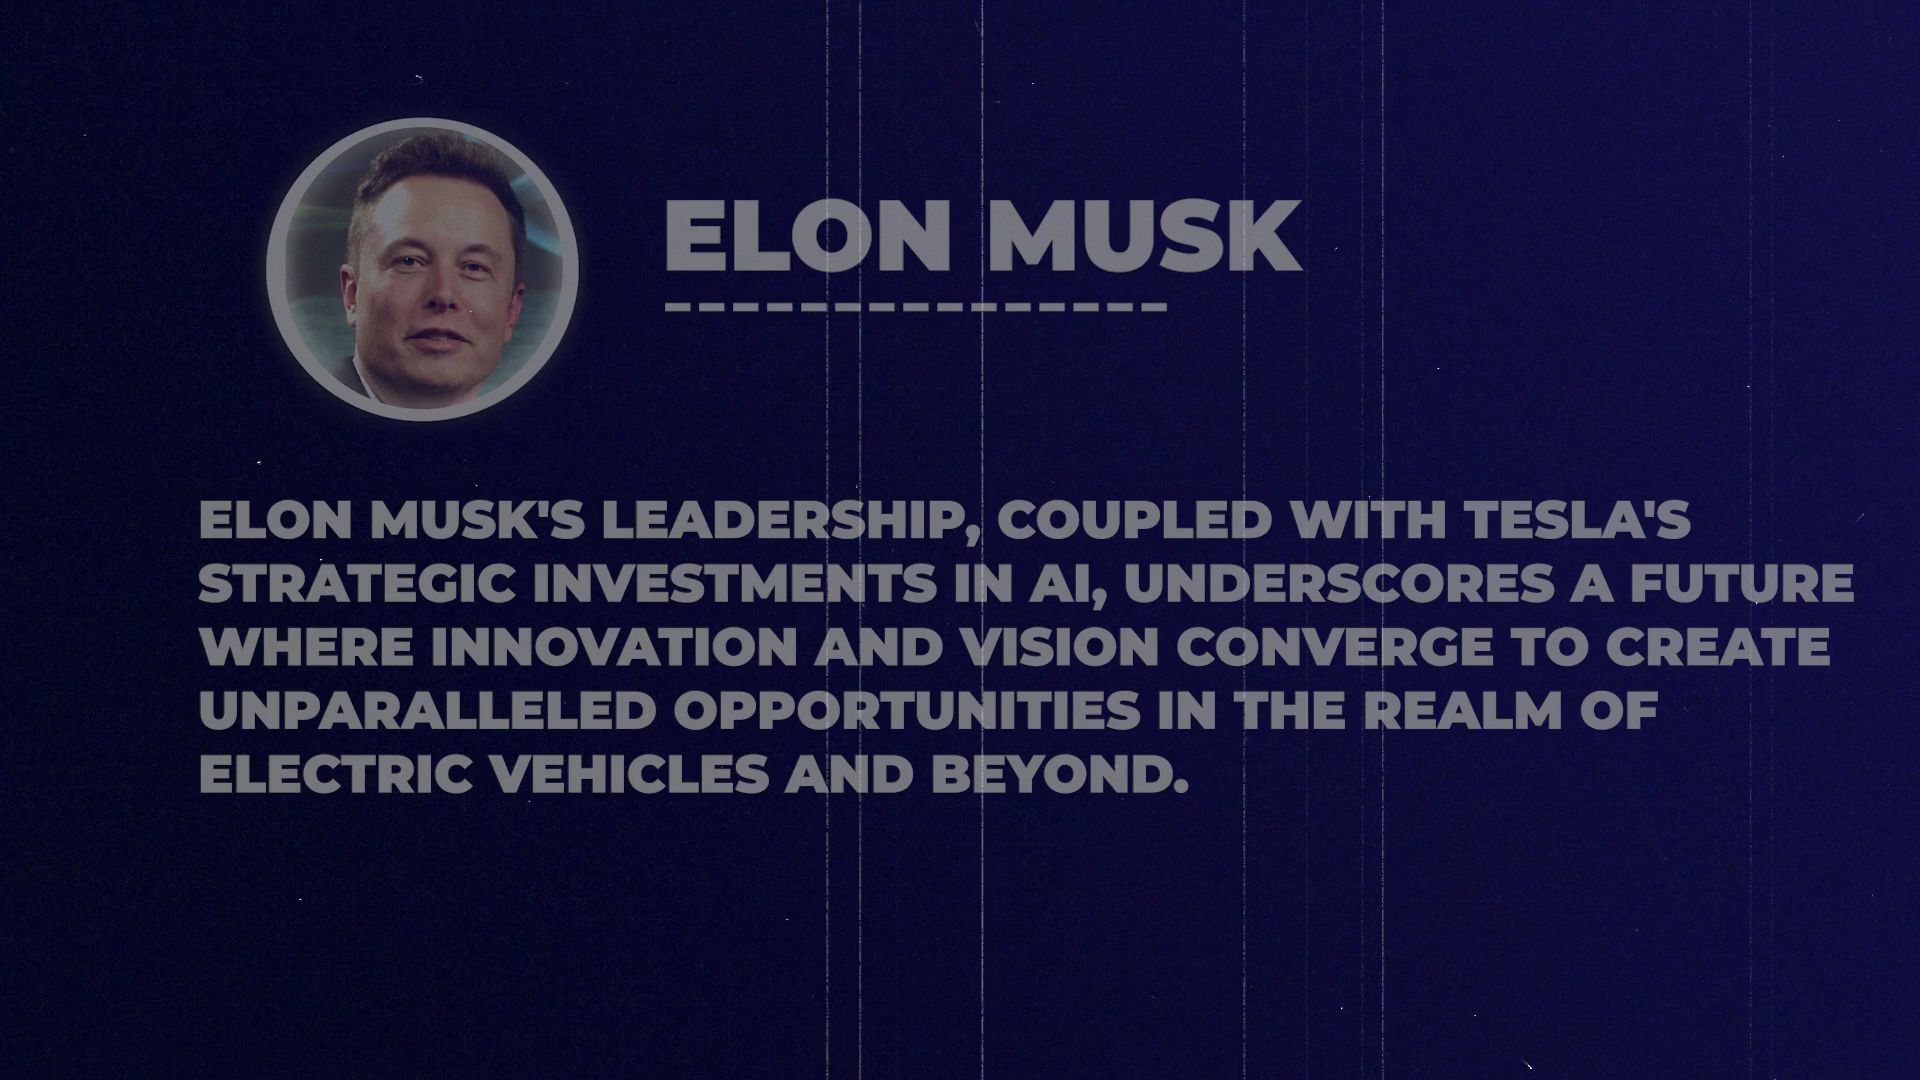 ELON MUSK
ELON MUSK'S LEADERSHIP, COUPLED WITH TESLA'S
STRATEGIC INVESTMENTS IN AI, UNDERSCORES A FUTURE
WHERE INNOVATION AND VISION CONVERGE TO CREATE
UNPARALLELED OPPORTUNITIES IN THE REALM OF
ELECTRIC VEHICLES AND BEYOND.